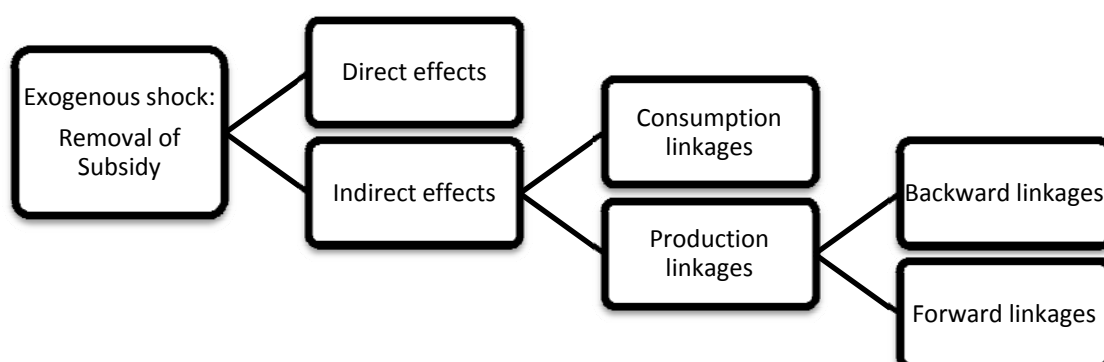 Exogenous shock:
Removal of
Subsidy
Direct effects
Indirect effects
Consumption
linkages
Production
linkages
Backward linkages
Forward linkages